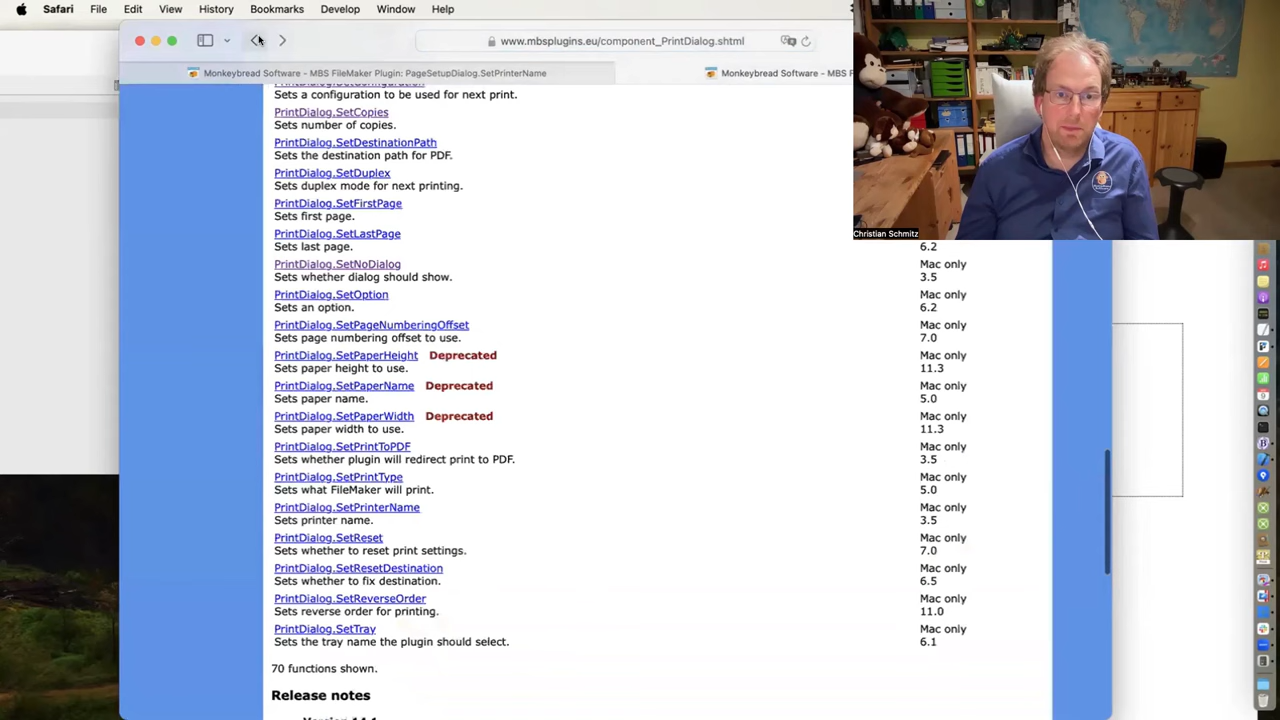 Safari File Edit View History Bookmarks Develop Window Help
www.mbsplugins.eu/component_PrintDialog.shtml
Monkeybread Software - MBS FileMaker Plugin: PageSetupDialog.SetPrinterName
Monkeybread Software - MBS F
Sets a configuration to be used for next print.
PrintDialog.SetCopies
Sets number of copies.
PrintDialog.SetDestinationPath
Sets the destination path for PDF.
PrintDialog.SetDuplex
Sets duplex mode for next printing.
PrintDialog.SetFirstPage
Sets first page.
Christian Schmitz
PrintDialog.SetLastPage
Sets last page. 6.2
PrintDialog.SetNoDialog Mac only
Sets whether dialog should show. 3.5
PrintDialog.SetOption Mac only
Sets an option. 6.2
PrintDialog.SetPageNumberingOffset Mac only
Sets page numbering offset to use. 7.0
PrintDialog.SetPaperHeight Deprecated Mac only
Sets paper height to use. 11.3
PrintDialog.SetPaperName Deprecated Mac only
Sets paper name. 5.0
PrintDialog.SetPaperWidth Deprecated Mac only
Sets paper width to use. 11.3
PrintDialog.SetPrintToPDF Mac only
Sets whether plugin will redirect print to PDF. 3.5
PrintDialog.SetPrintType Mac only
Sets what FileMaker will print. 5.0
PrintDialog.SetPrinterName Mac only
Sets printer name. 3.5
PrintDialog.SetReset Mac only
Sets whether to reset print settings. 7.0
PrintDialog.SetResetDestination Mac only
Sets whether to fix destination. 6.5
PrintDialog.SetReverseOrder Mac only
Sets reverse order for printing. 11.0
PrintDialog.SetTray Mac only
Sets the tray name the plugin should select. 6.1
70 functions shown.
Release notes